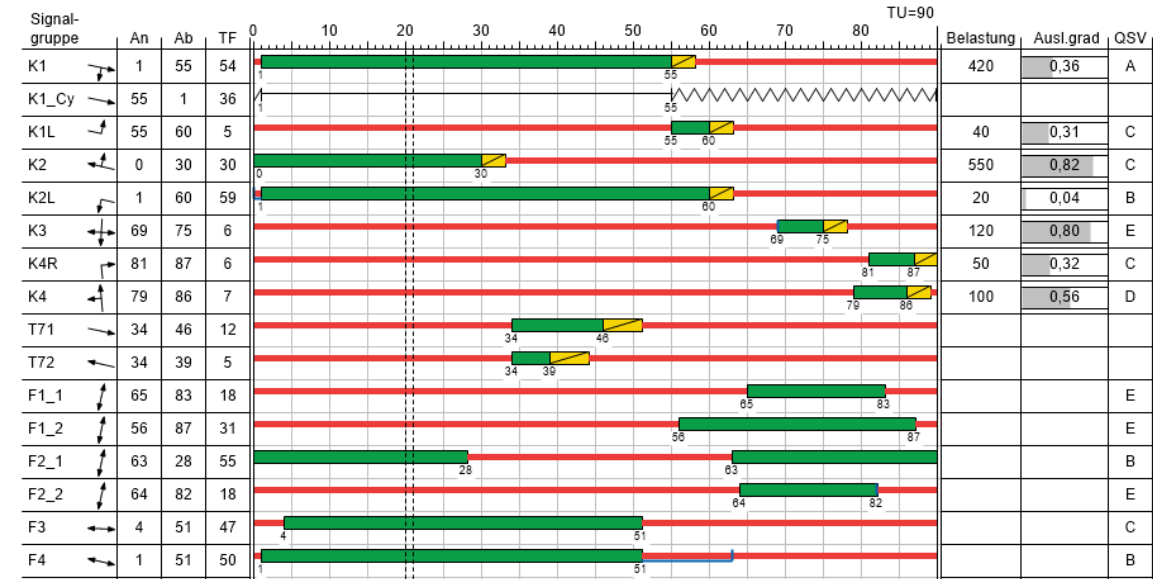 TU=90
Signal-
gruppe An Ab TF 0 10 20 30 40 50 60 70 80 Belastung Ausl.grad QSV
K1 1 55 54 1 55 420 0,36 A
K1_Cy 55 1 36 1 55
K1L 55 60 5 55 60 40 0,31 C
K2 0 30 30 0 30 550 0,82 C
K2L 1 60 59 1 60 20 0,04 B
K3 69 75 6 69 75 120 0,80 E
K4R 81 87 6 81 87 50 0,32 C
K4 79 86 7 79 86 100 0,56 D
T71 34 46 12 34 46
T72 34 39 5 34 39
F1_1 65 83 18 65 83 E
F1_2 56 87 31 56 87 E
F2_1 63 28 55 28 63 B
F2_2 64 82 18 64 82 E
F3 4 51 47 4 51 C
F4 1 51 50 1 51 B